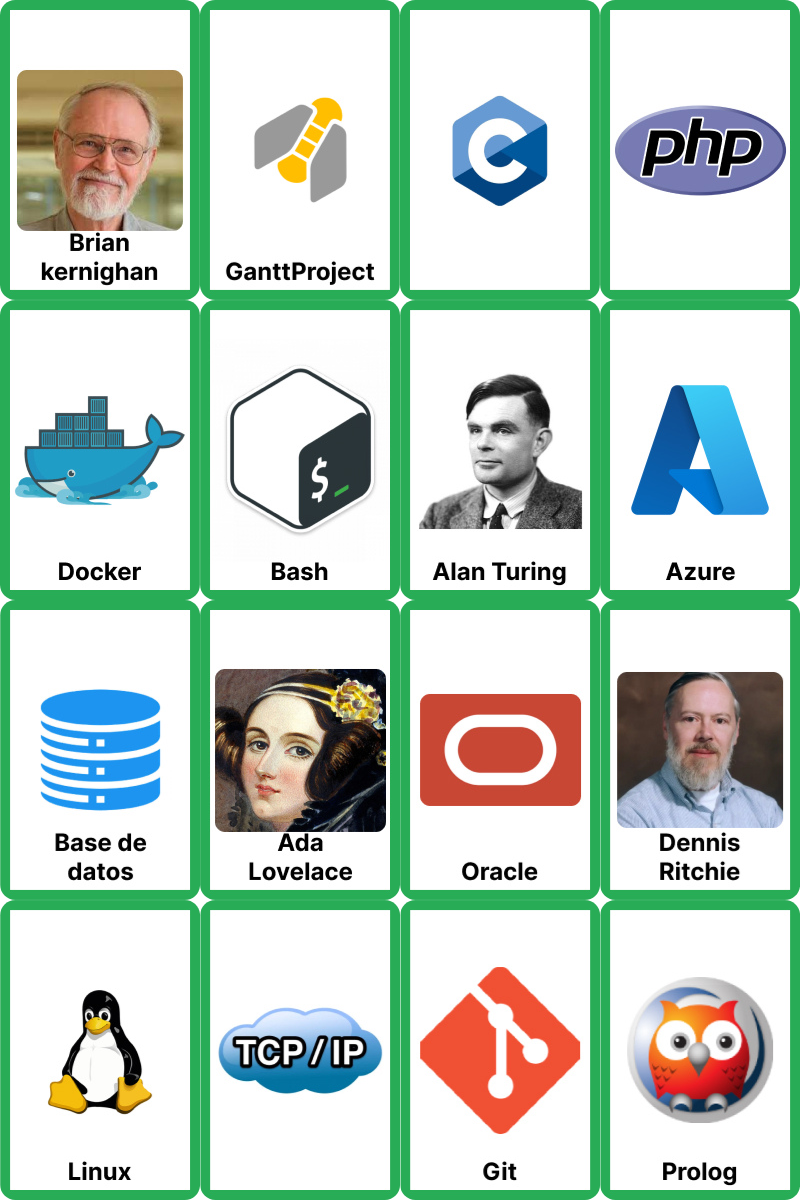 Brian
kernighan
GanttProject
C
php
Docker
$_
Bash
Alan Turing
Azure
Base de
datos
Ada
Lovelace
Oracle
Dennis
Ritchie
Linux
TCP / IP
Git
Prolog